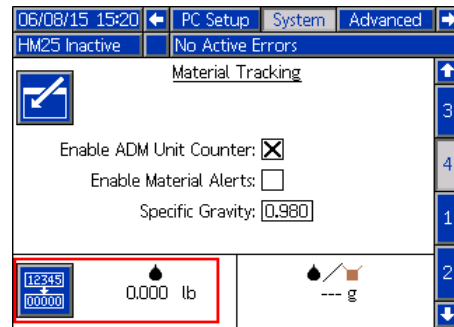 06/08/15 15:20 PC Setup System Advanced
HM25 Inactive No Active Errors
Material Tracking
3
Enable ADM Unit Counter:
4
Enable Material Alerts:
Specific Gravity: 0.980
1
12345
00000
0.000 lb
--- g
2